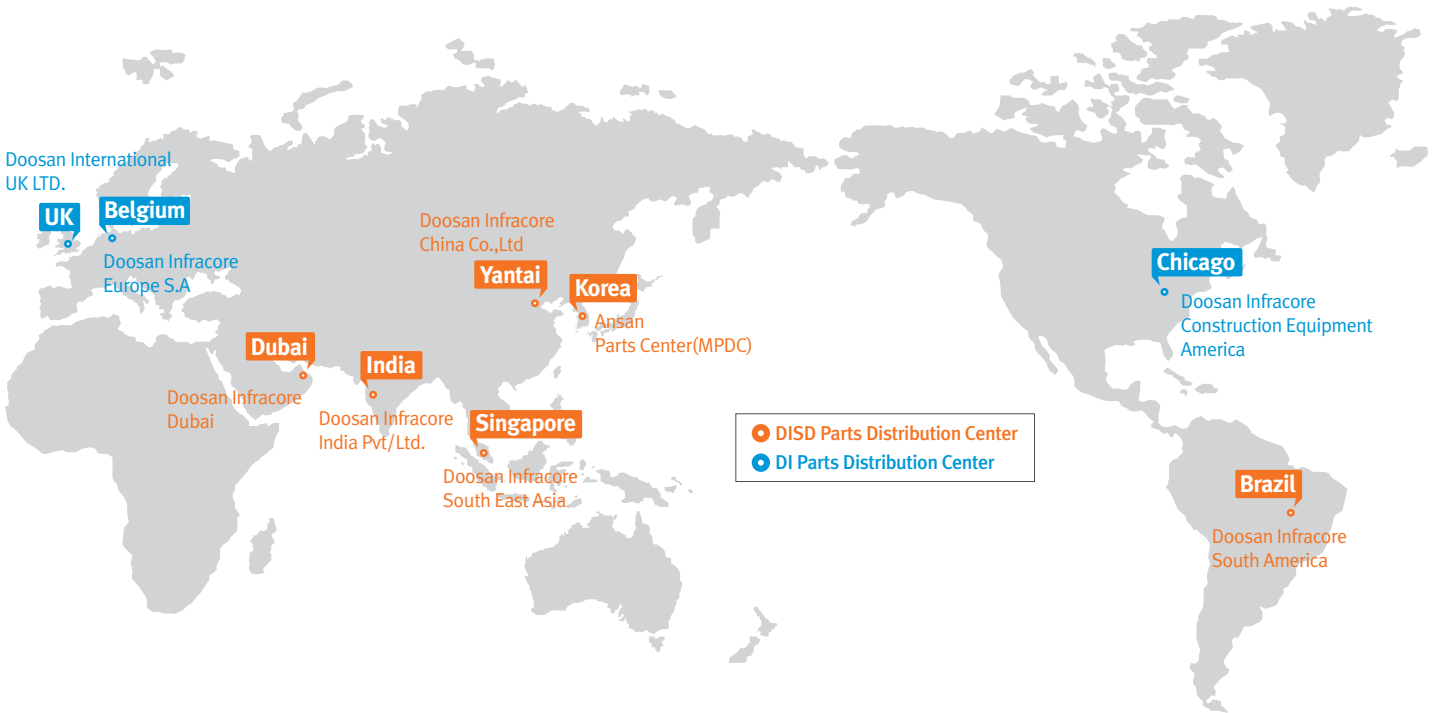 Doosan International
UK LTD.
UK
Belgium
Doosan Infracore
Europe S.A
Doosan Infracore
China Co.,Ltd
Yantai
Korea
Ansan
Parts Center(MPDC)
Dubai
Doosan Infracore
Dubai
India
Doosan Infracore
India Pvt/Ltd.
Singapore
Doosan Infracore
South East Asia
DISD Parts Distribution Center
DI Parts Distribution Center
Chicago
Doosan Infracore
Construction Equipment
America
Brazil
Doosan Infracore
South America